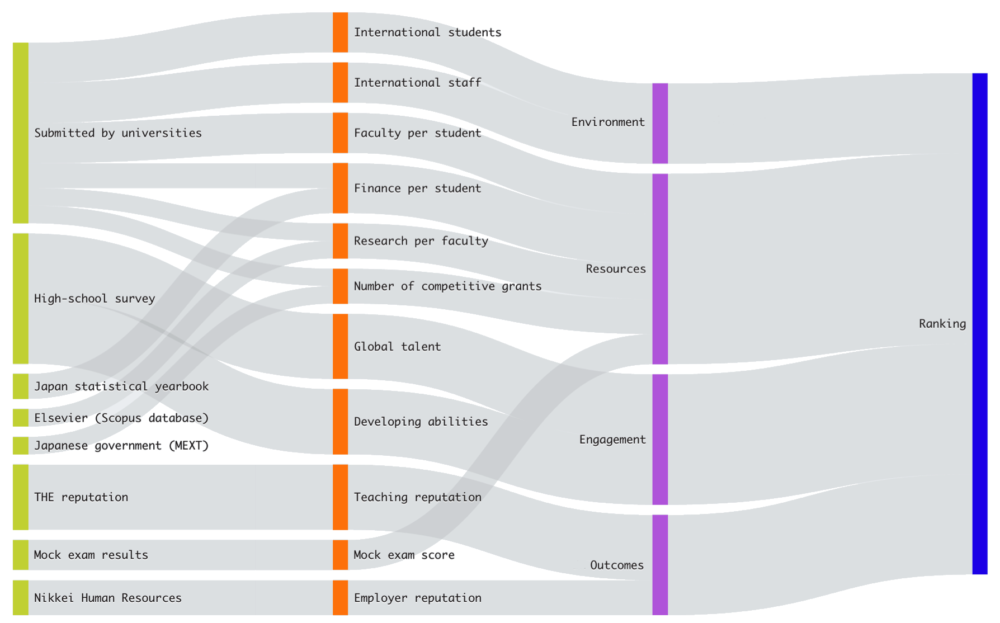 Submitted by universities
High-school survey
Japan statistical yearbook
Elsevier (Scopus database)
Japanese government (MEXT)
THE reputation
Mock exam results
Nikkei Human Resources
International students
International staff
Faculty per student
Finance per student
Research per faculty
Number of competitive grants
Global talent
Developing abilities
Teaching reputation
Mock exam score
Employer reputation
Environment
Resources
Engagement
Outcomes
Ranking